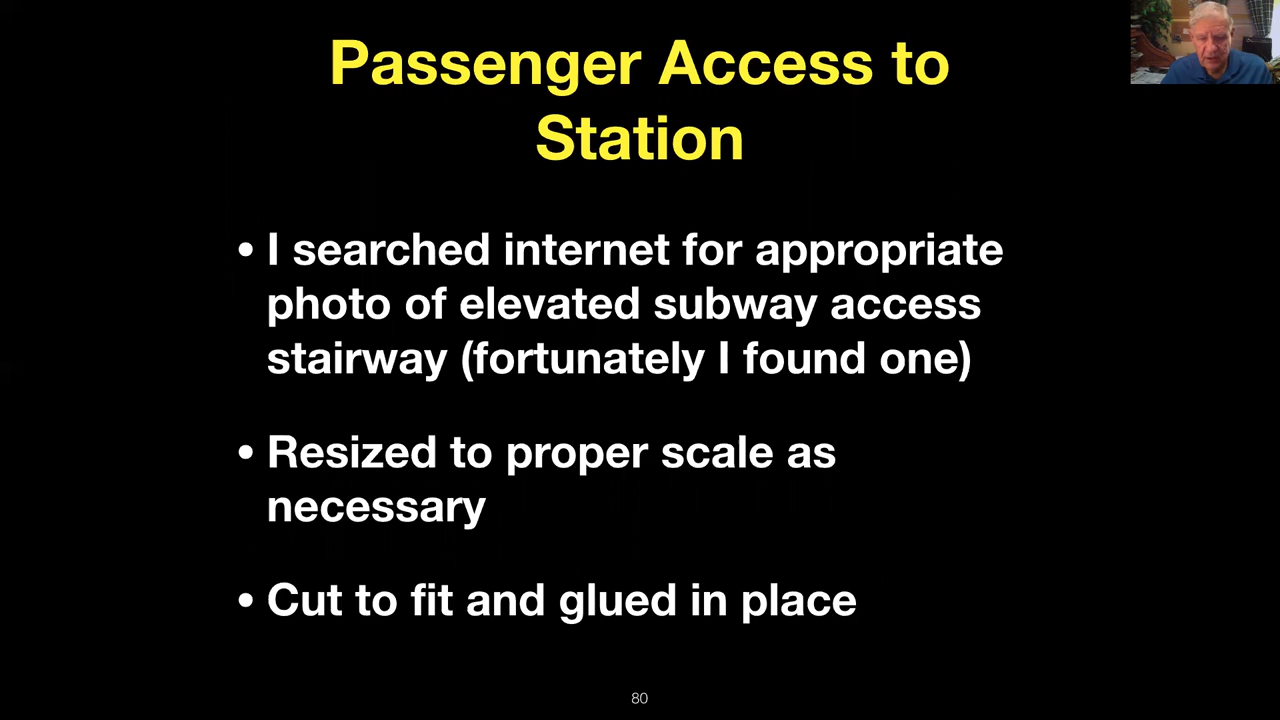 Passenger Access to
Station
• I searched internet for appropriate
photo of elevated subway access
stairway (fortunately I found one)
• Resized to proper scale as
necessary
• Cut to fit and glued in place
80